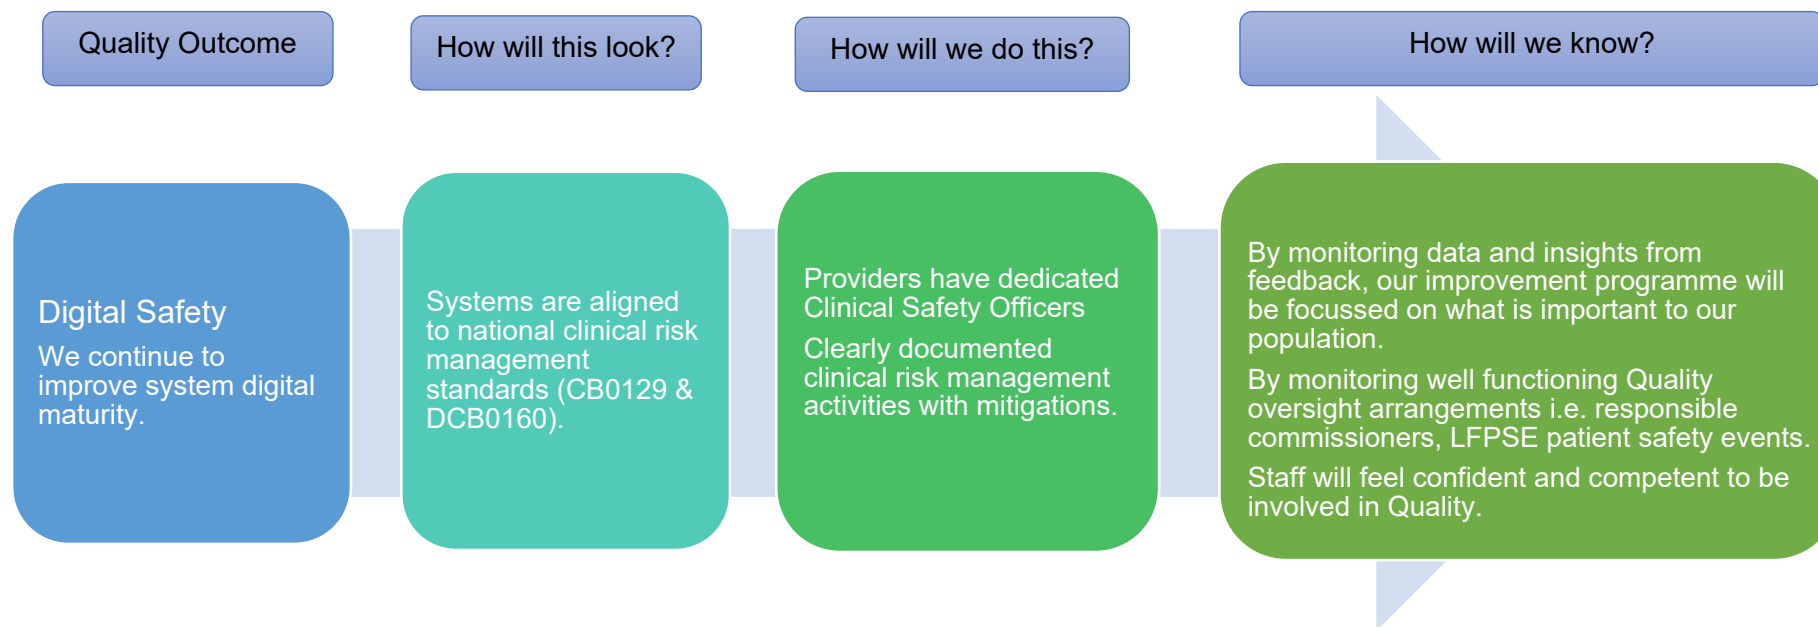 Quality Outcome
How will this look?
How will we do this?
How will we know?
Digital Safety
We continue to
improve system digital
maturity.
Systems are aligned
to national clinical risk
management
standards (CB0129 &
DCB0160).
Providers have dedicated
Clinical Safety Officers
Clearly documented
clinical risk management
activities with mitigations.
By monitoring data and insights from
feedback, our improvement programme will
be focussed on what is important to our
population.
By monitoring well functioning Quality
oversight arrangements i.e. responsible
commissioners, LFPSE patient safety events.
Staff will feel confident and competent to be
involved in Quality.